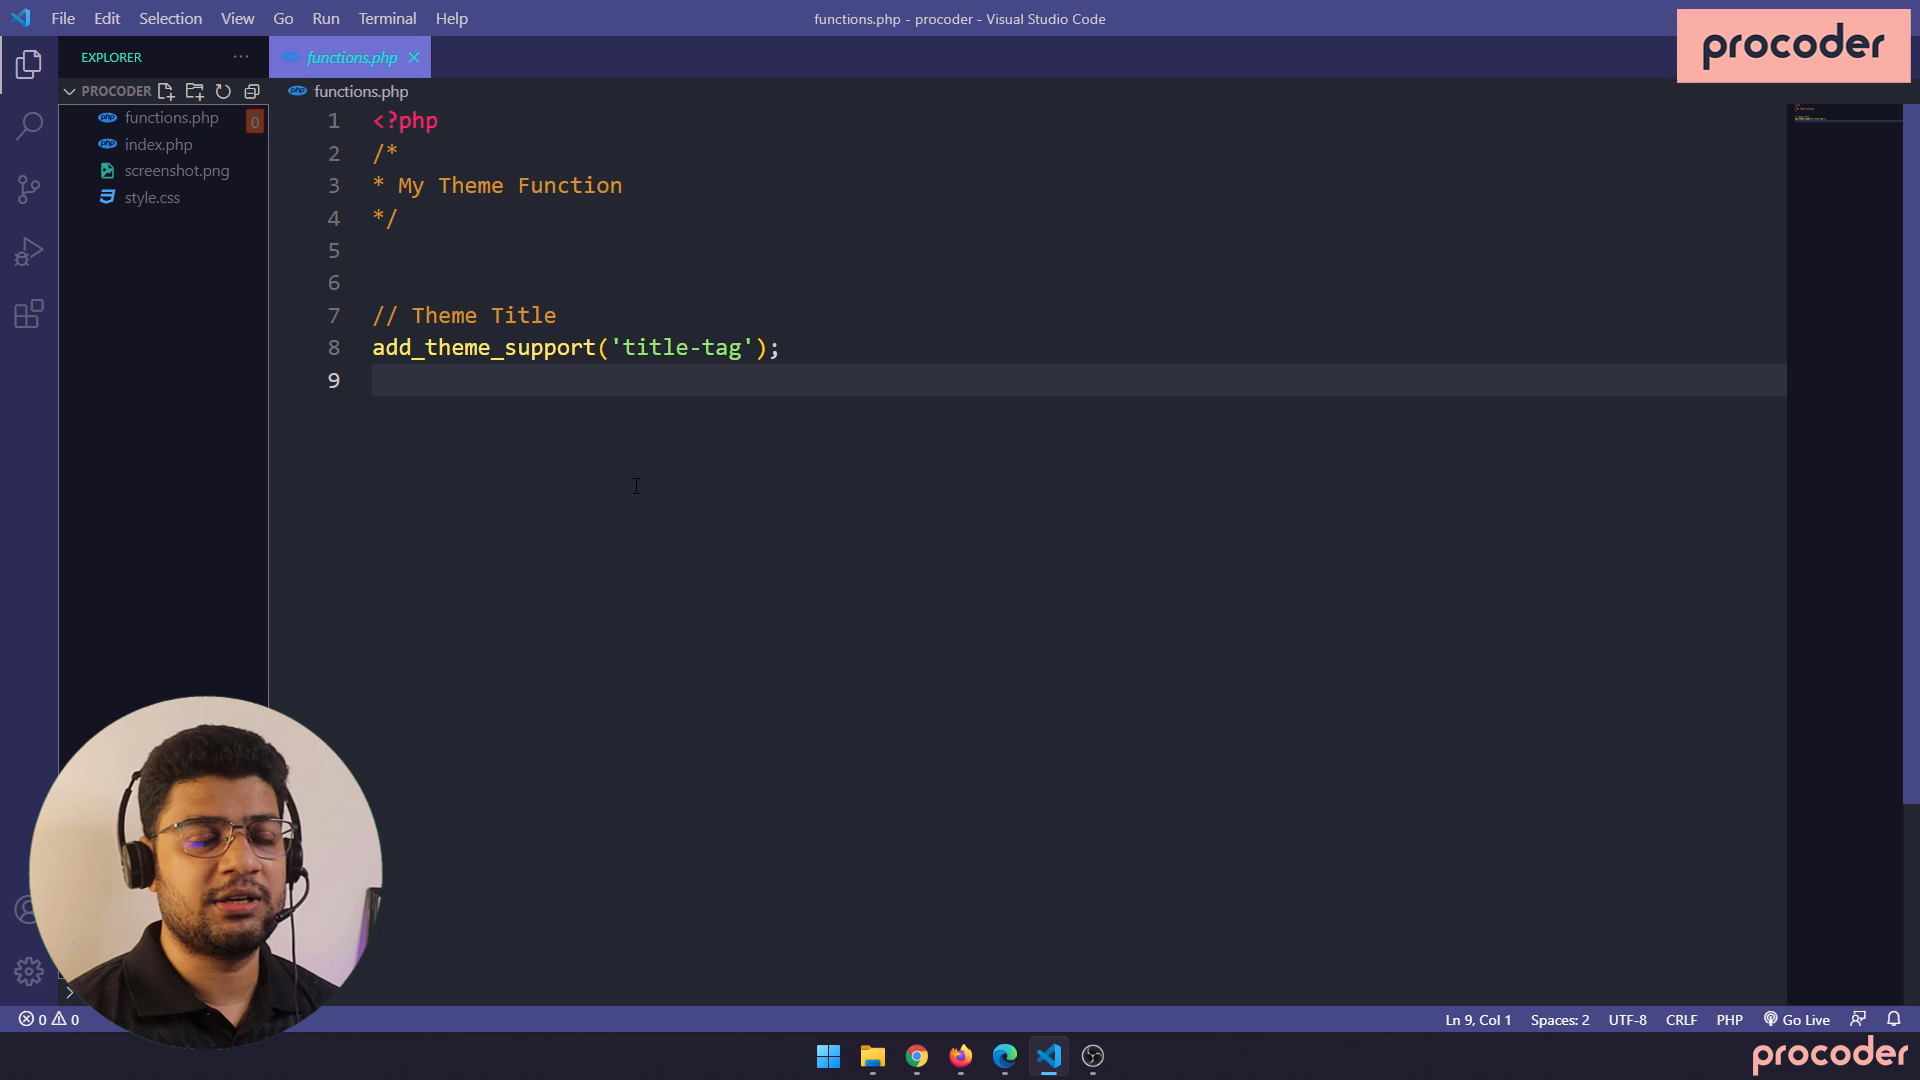 File Edit Selection View Go Run Terminal Help
functions.php - procoder - Visual Studio Code
procoder
EXPLORER
functions.php
PROCODER
functions.php
index.php
screenshot.png
style.css
0
functions.php
1 <?php
2 /*
3 * My Theme Function
4 */
5
6
7 // Theme Title
8 add_theme_support('title-tag');
9
0 0
Ln 9, Col 1 Spaces: 2 UTF-8 CRLF PHP Go Live
procoder